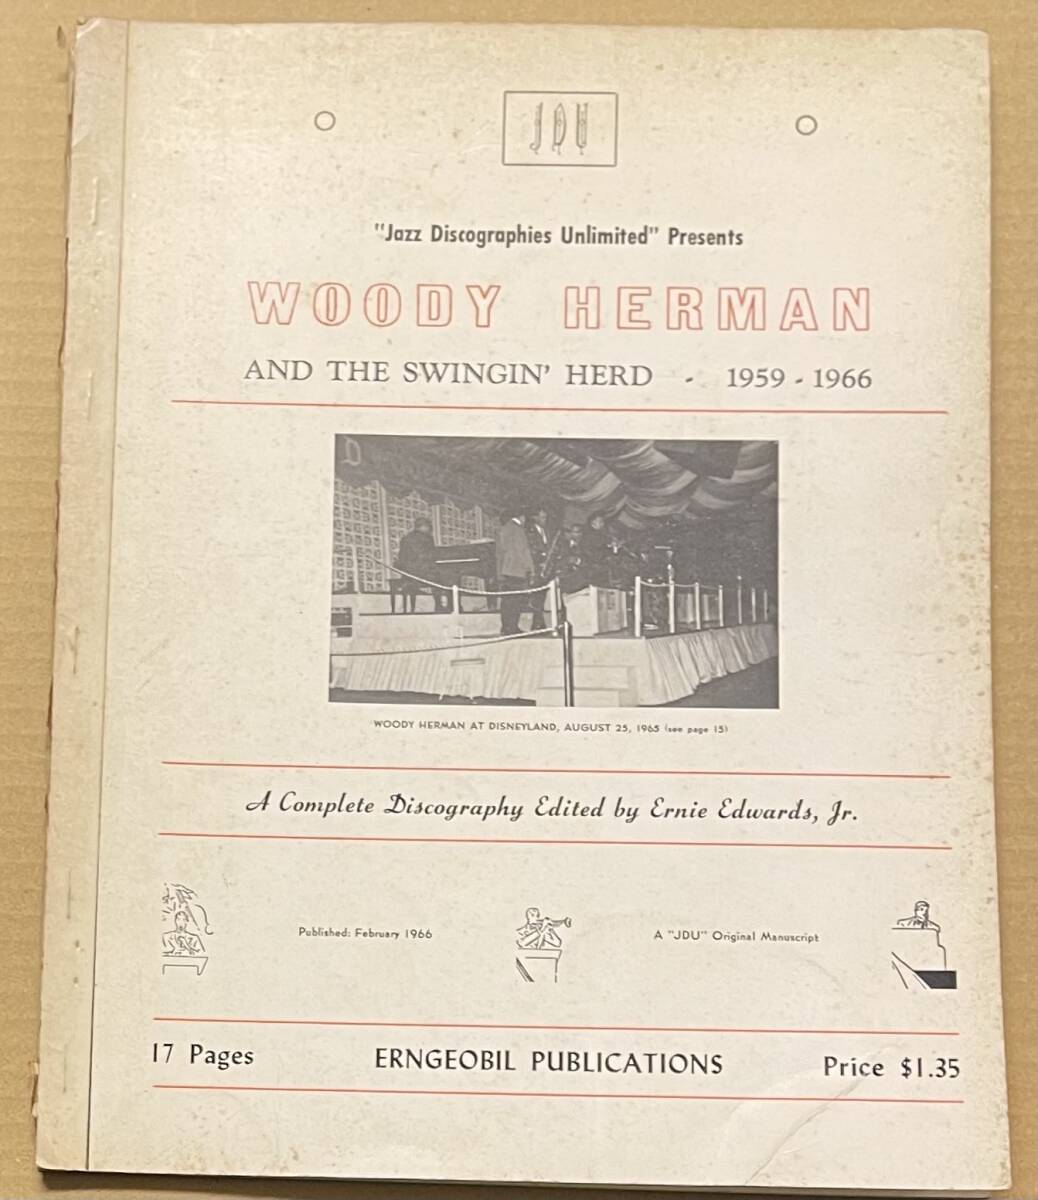 JDU
"Jazz Discographies Unlimited" Presents
WOODY HERMAN
AND THE SWINGIN' HERD - 1959 - 1966
WOODY HERMAN AT DISNEYLAND, AUGUST 25, 1965 (see page 15)
A Complete Discography Edited by Ernie Edwards, Jr.
Published: February 1966
A "JDU" Original Manuscript
17 Pages
ERNGEOBIL PUBLICATIONS
Price $1.35